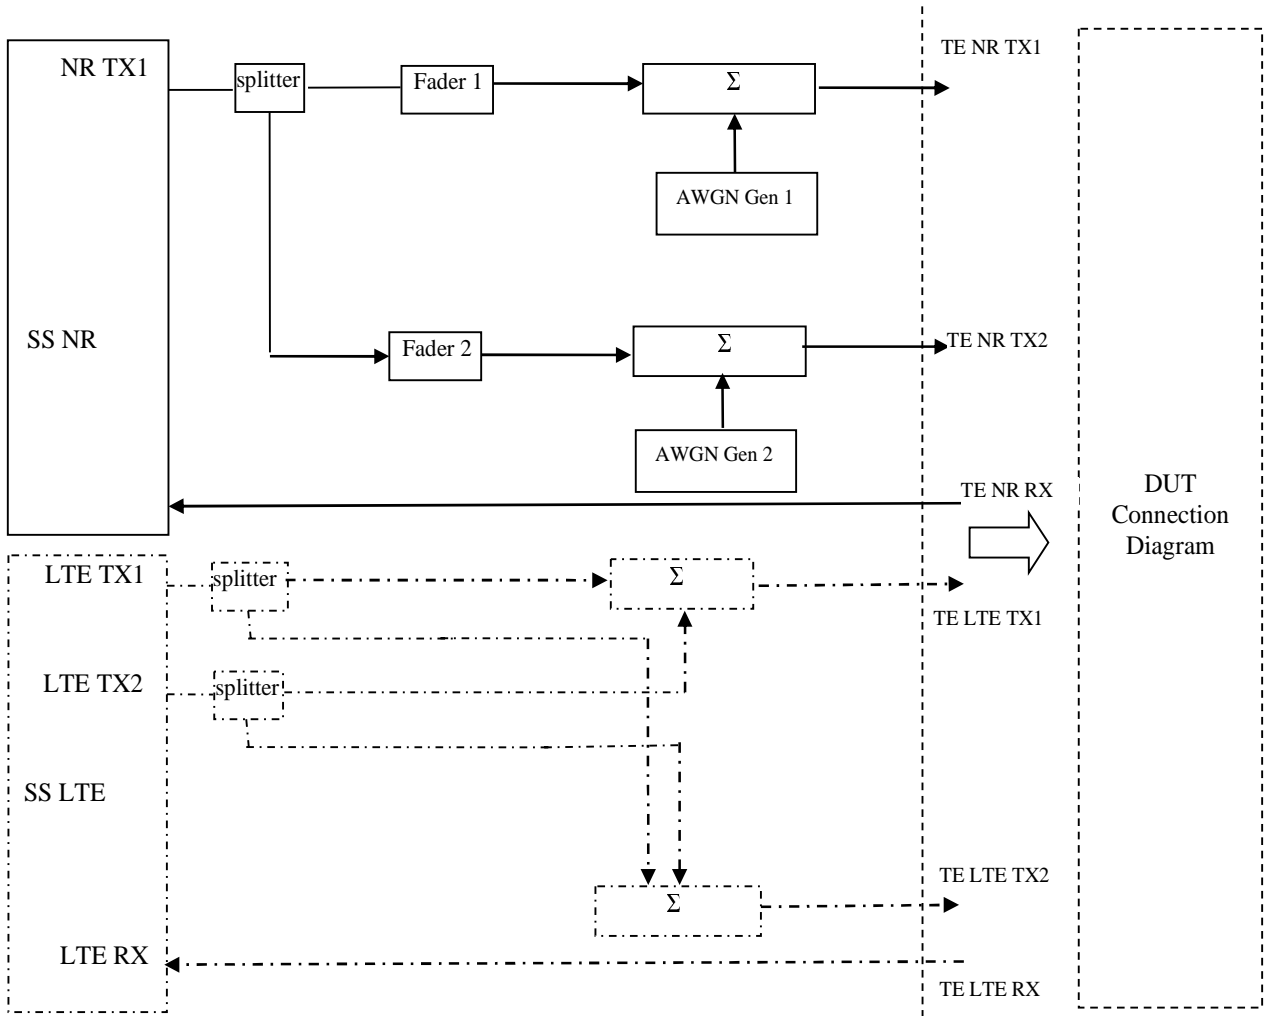 TE NR TX1
NR TX1
splitter
Fader 1
Σ
AWGN Gen 1
SS NR
Fader 2
Σ
TE NR TX2
AWGN Gen 2
TE NR RX
DUT
Connection
Diagram
LTE TX1
splitter
Σ
TE LTE TX1
LTE TX2
splitter
SS LTE
TE LTE TX2
Σ
LTE RX
TE LTE RX